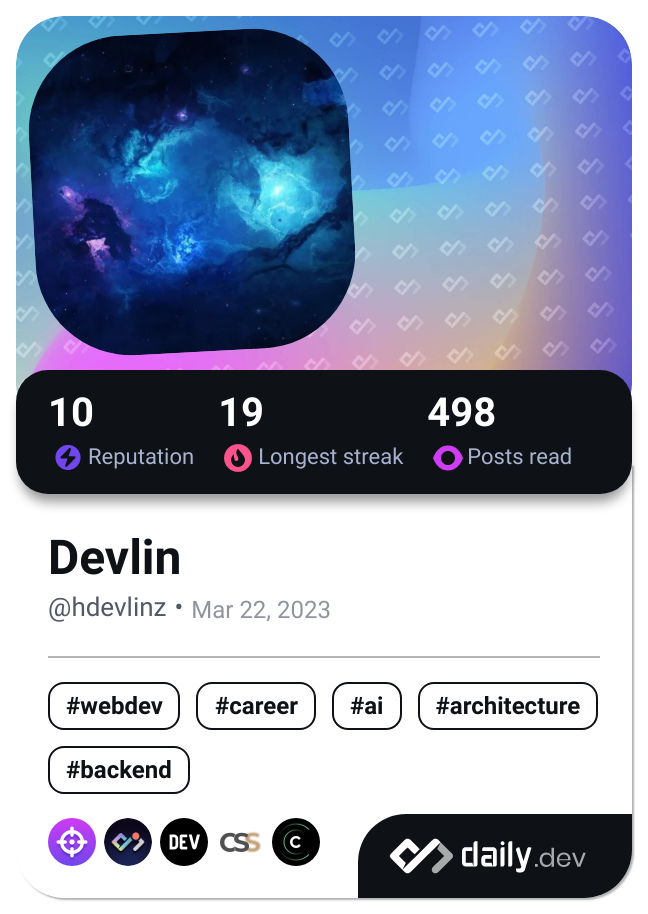 10 19 498
Reputation Longest streak Posts read
Devlin
@hdevlinz • Mar 22, 2023
#webdev #career #ai #architecture
#backend
DEV CSS C
daily.dev